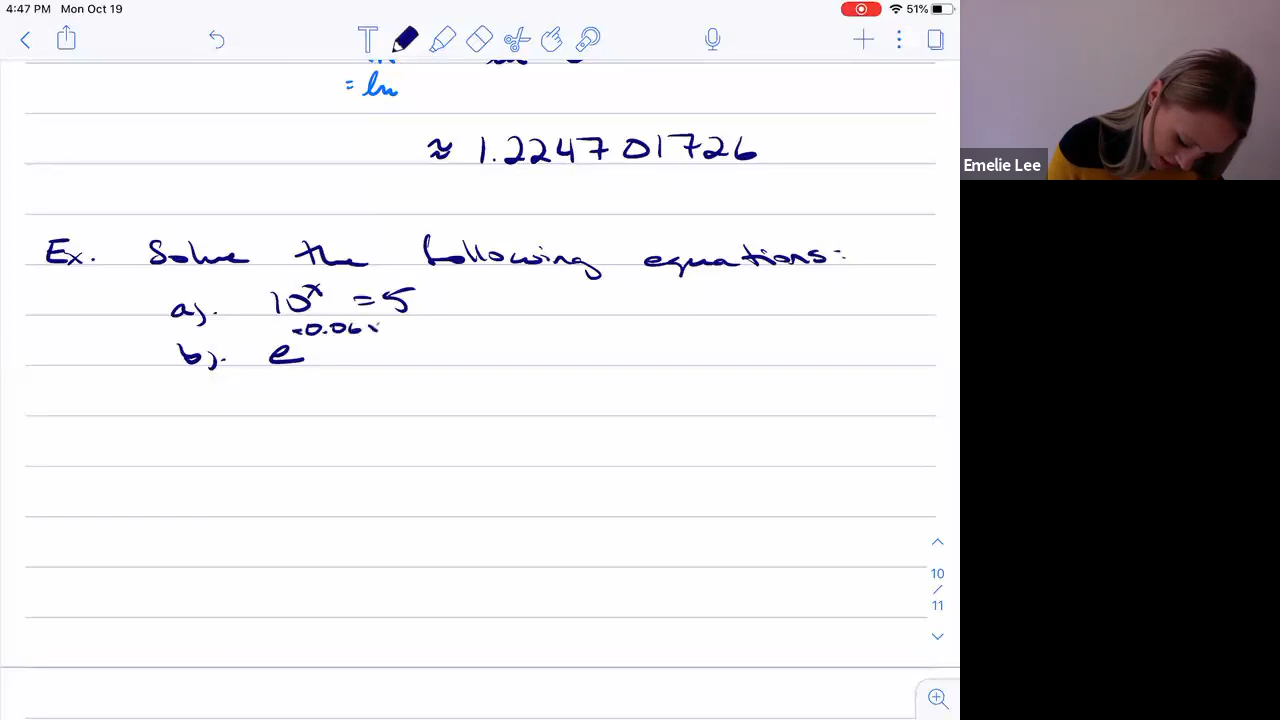 4:47 PM Mon Oct 19
51%
= ln
≈ 1.224701726
Emelie Lee
Ex. Solve the following equations:
a). 10^x = 5
b). e^-0.06x
10
/
11